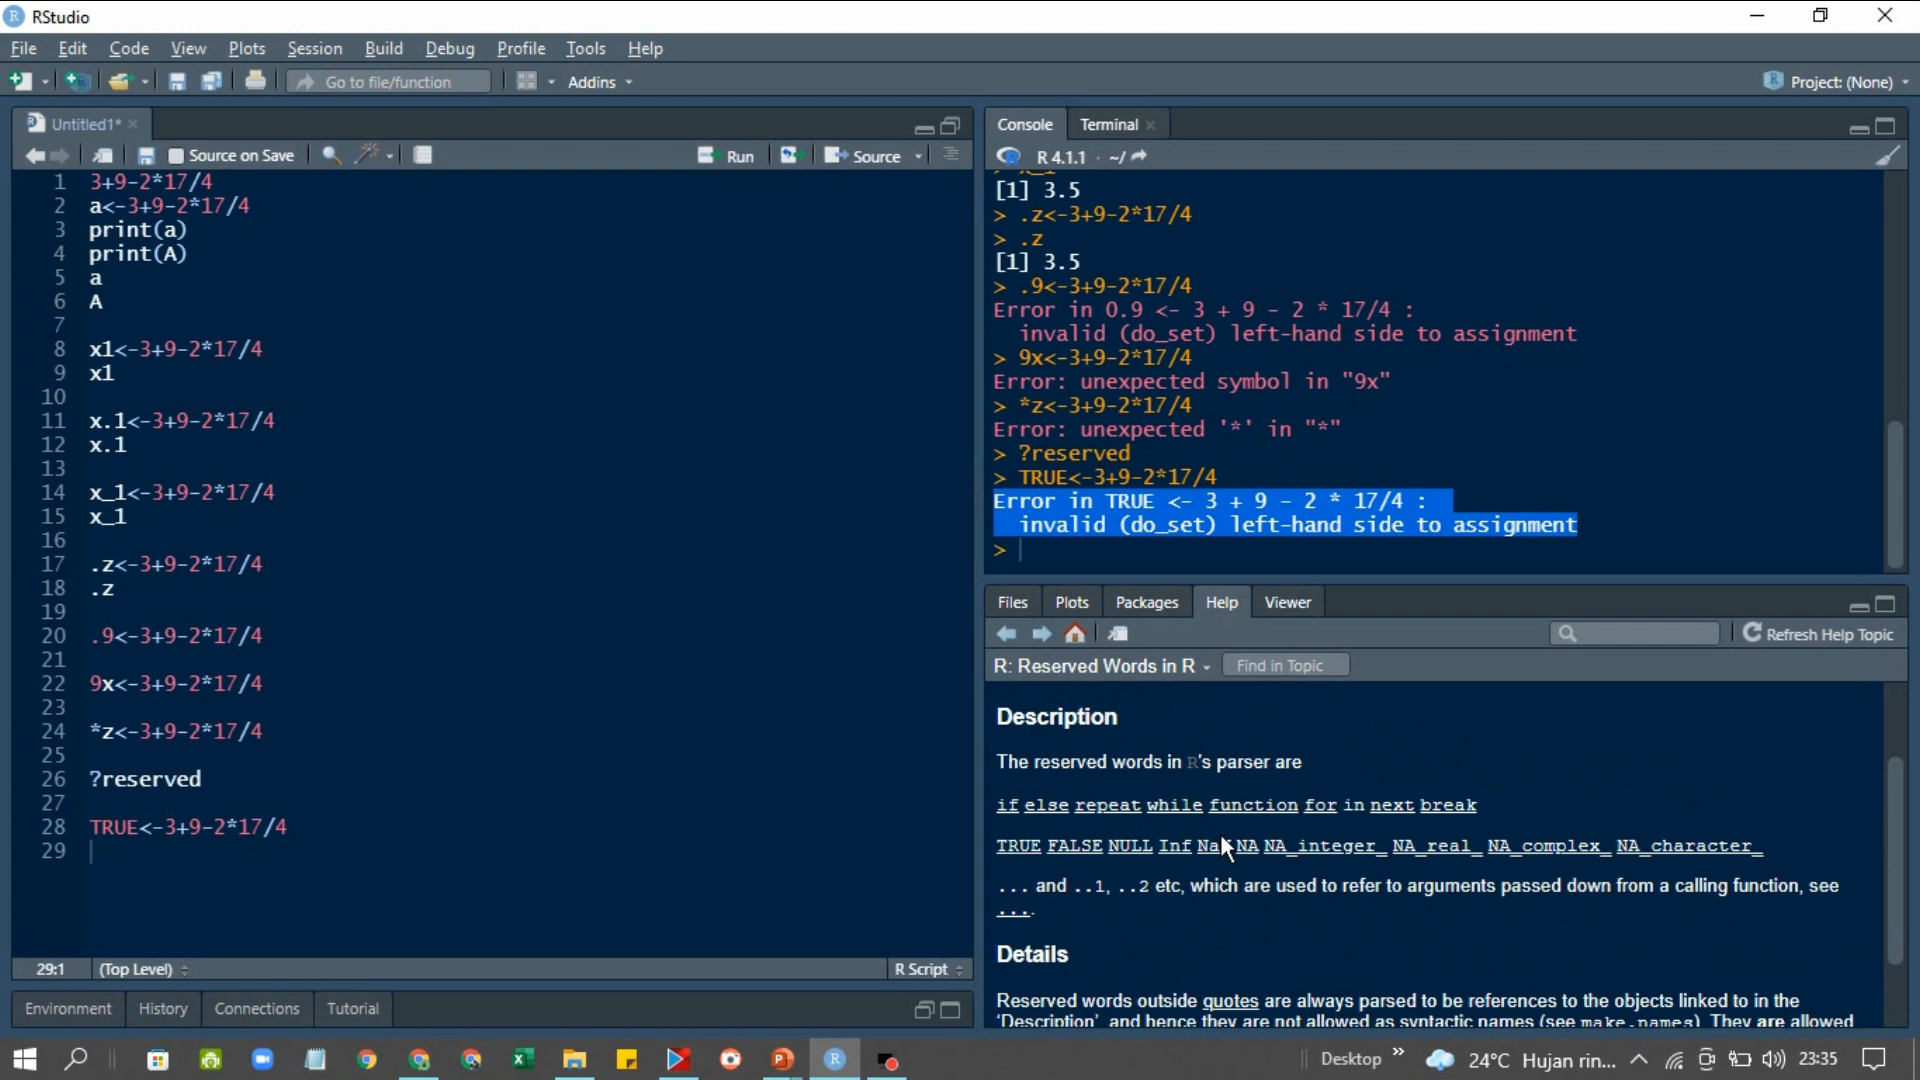 RStudio
File Edit Code View Plots Session Build Debug Profile Tools Help
Go to file/function Addins Project: (None)
Untitled1*
Source on Save Run Source
1 3+9-2*17/4
2 a<-3+9-2*17/4
3 print(a)
4 print(A)
5 a
6 A
7
8 x1<-3+9-2*17/4
9 x1
10
11 x.1<-3+9-2*17/4
12 x.1
13
14 x_1<-3+9-2*17/4
15 x_1
16
17 .z<-3+9-2*17/4
18 .z
19
20 .9<-3+9-2*17/4
21
22 9x<-3+9-2*17/4
23
24 *z<-3+9-2*17/4
25
26 ?reserved
27
28 TRUE<-3+9-2*17/4
29
29:1 (Top Level) R Script
Environment History Connections Tutorial
Console Terminal
R 4.1.1 · ~/
[1] 3.5
> .z<-3+9-2*17/4
> .z
[1] 3.5
> .9<-3+9-2*17/4
Error in 0.9 <- 3 + 9 - 2 * 17/4 :
invalid (do_set) left-hand side to assignment
> 9x<-3+9-2*17/4
Error: unexpected symbol in "9x"
> *z<-3+9-2*17/4
Error: unexpected '*' in "*"
> ?reserved
> TRUE<-3+9-2*17/4
Error in TRUE <- 3 + 9 - 2 * 17/4 :
invalid (do_set) left-hand side to assignment
>
Files Plots Packages Help Viewer
Refresh Help Topic
R: Reserved Words in R Find in Topic
Description
The reserved words in R's parser are
if else repeat while function for in next break
TRUE FALSE NULL Inf NA NA_integer_ NA_real_ NA_complex_ NA_character_
... and ..1, ..2 etc, which are used to refer to arguments passed down from a calling function, see
....
Details
Reserved words outside quotes are always parsed to be references to the objects linked to in the
'Description' and hence they are not allowed as syntactic names (see make.names) They are allowed
Desktop » 24°C Hujan rin... 23:35